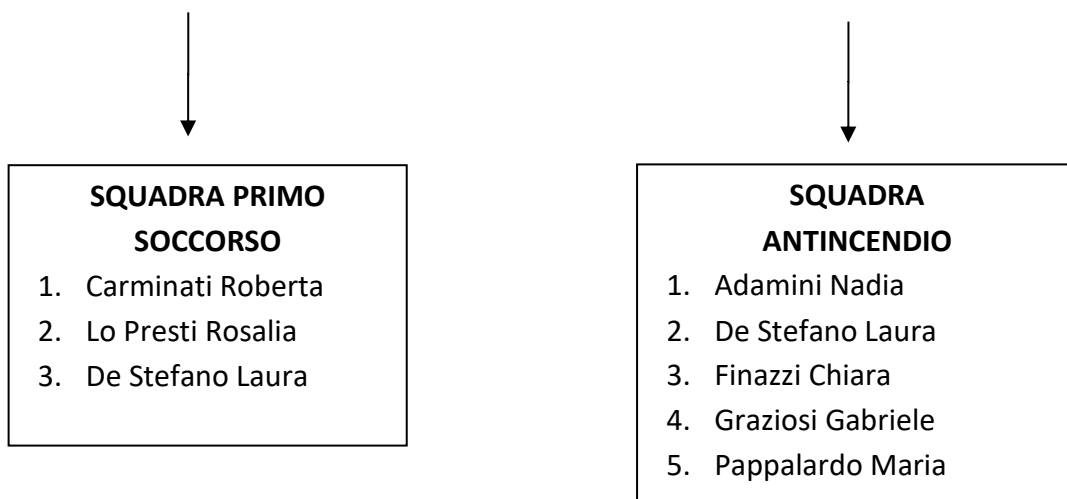 SQUADRA PRIMO
SOCCORSO
1. Carminati Roberta
2. Lo Presti Rosalia
3. De Stefano Laura
SQUADRA
ANTINCENDIO
1. Adamini Nadia
2. De Stefano Laura
3. Finazzi Chiara
4. Graziosi Gabriele
5. Pappalardo Maria